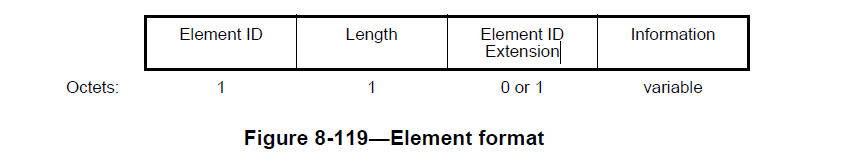 Element ID Length Element ID Extension Information
Octets: 1 1 0 or 1 variable
Figure 8-119—Element format